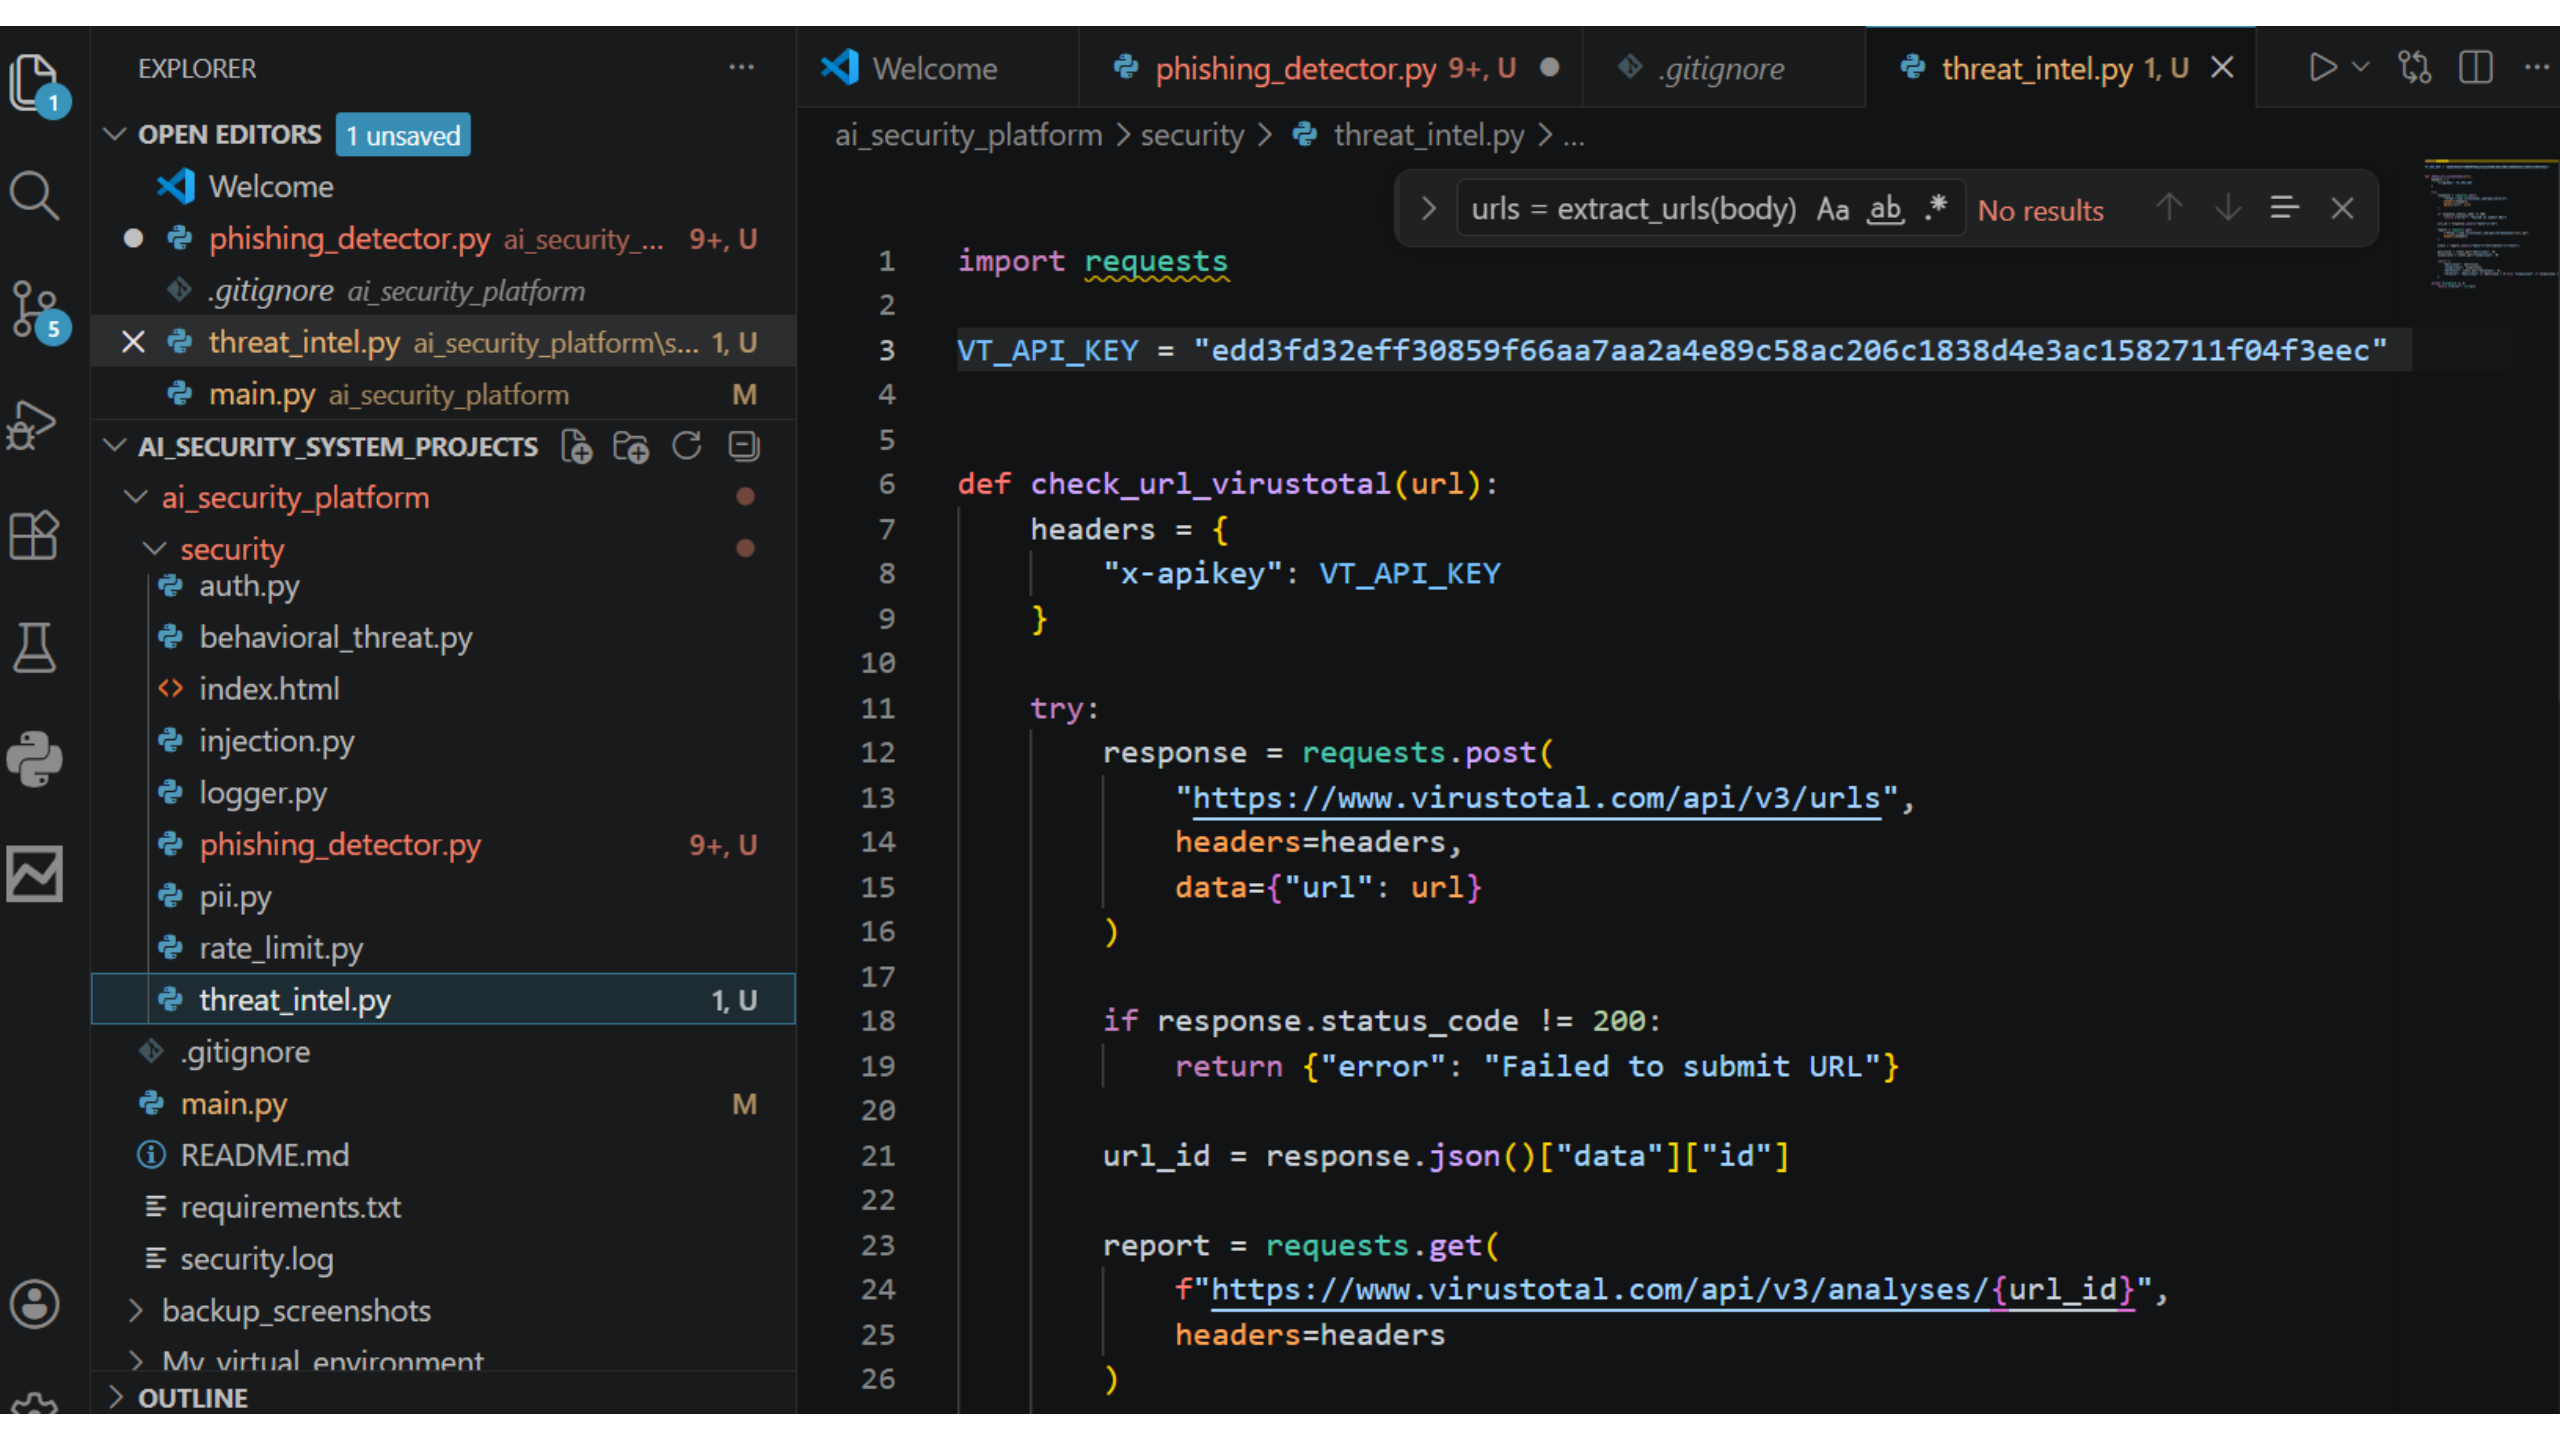 EXPLORER
OPEN EDITORS 1 unsaved
Welcome
phishing_detector.py ai_security_... 9+, U
.gitignore ai_security_platform
threat_intel.py ai_security_platform\s... 1, U
main.py ai_security_platform M
AI_SECURITY_SYSTEM_PROJECTS
ai_security_platform
security
auth.py
behavioral_threat.py
index.html
injection.py
logger.py
phishing_detector.py 9+, U
pii.py
rate_limit.py
threat_intel.py 1, U
.gitignore
main.py M
README.md
requirements.txt
security.log
backup_screenshots
My_virtual_environment
OUTLINE
1
5
Welcome
phishing_detector.py 9+, U
.gitignore
threat_intel.py 1, U
ai_security_platform > security > threat_intel.py > ...
urls = extract_urls(body) Aa ab .* No results
1 import requests
2
3 VT_API_KEY = "edd3fd32eff30859f66aa7aa2a4e89c58ac206c1838d4e3ac1582711f04f3eec"
4
5
6 def check_url_virustotal(url):
7 headers = {
8 "x-apikey": VT_API_KEY
9 }
10
11 try:
12 response = requests.post(
13 "https://www.virustotal.com/api/v3/urls",
14 headers=headers,
15 data={"url": url}
16 )
17
18 if response.status_code != 200:
19 return {"error": "Failed to submit URL"}
20
21 url_id = response.json()["data"]["id"]
22
23 report = requests.get(
24 f"https://www.virustotal.com/api/v3/analyses/{url_id}",
25 headers=headers
26 )